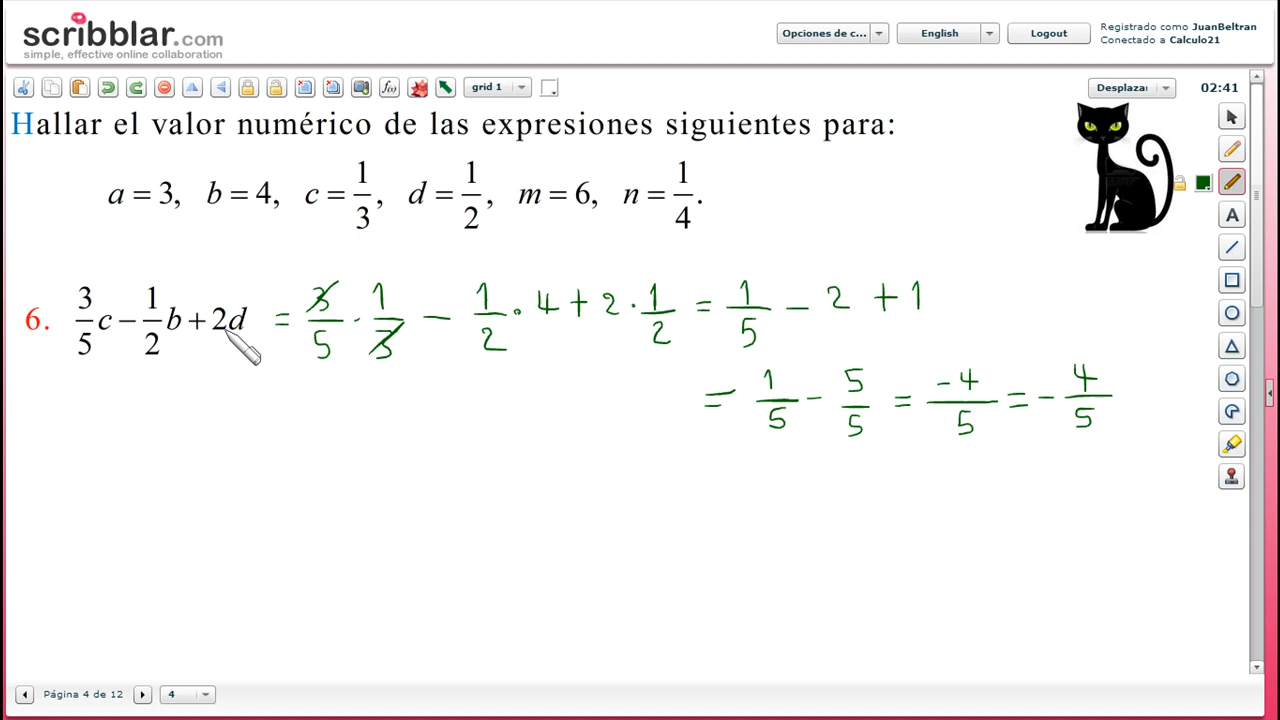 scribblar.com
simple, effective online collaboration
Opciones de c...
English
Logout
Registrado como JuanBeltran
Conectado a Calculo21
f(x)
grid 1
Desplaza
02:41
Hallar el valor numérico de las expresiones siguientes para:
a = 3, b = 4, c = 1/3, d = 1/2, m = 6, n = 1/4.
6. 3/5 c − 1/2 b + 2d = 3/5 · 1/3 − 1/2 · 4 + 2 · 1/2 = 1/5 − 2 + 1
= 1/5 − 5/5 = −4/5 = − 4/5
A
Página 4 de 12
4